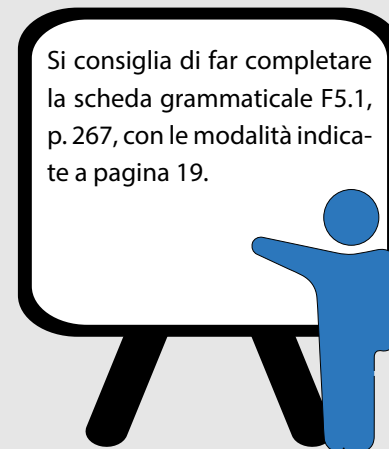 Si consiglia di far completare
la scheda grammaticale F5.1,
p. 267, con le modalità indica-
te a pagina 19.